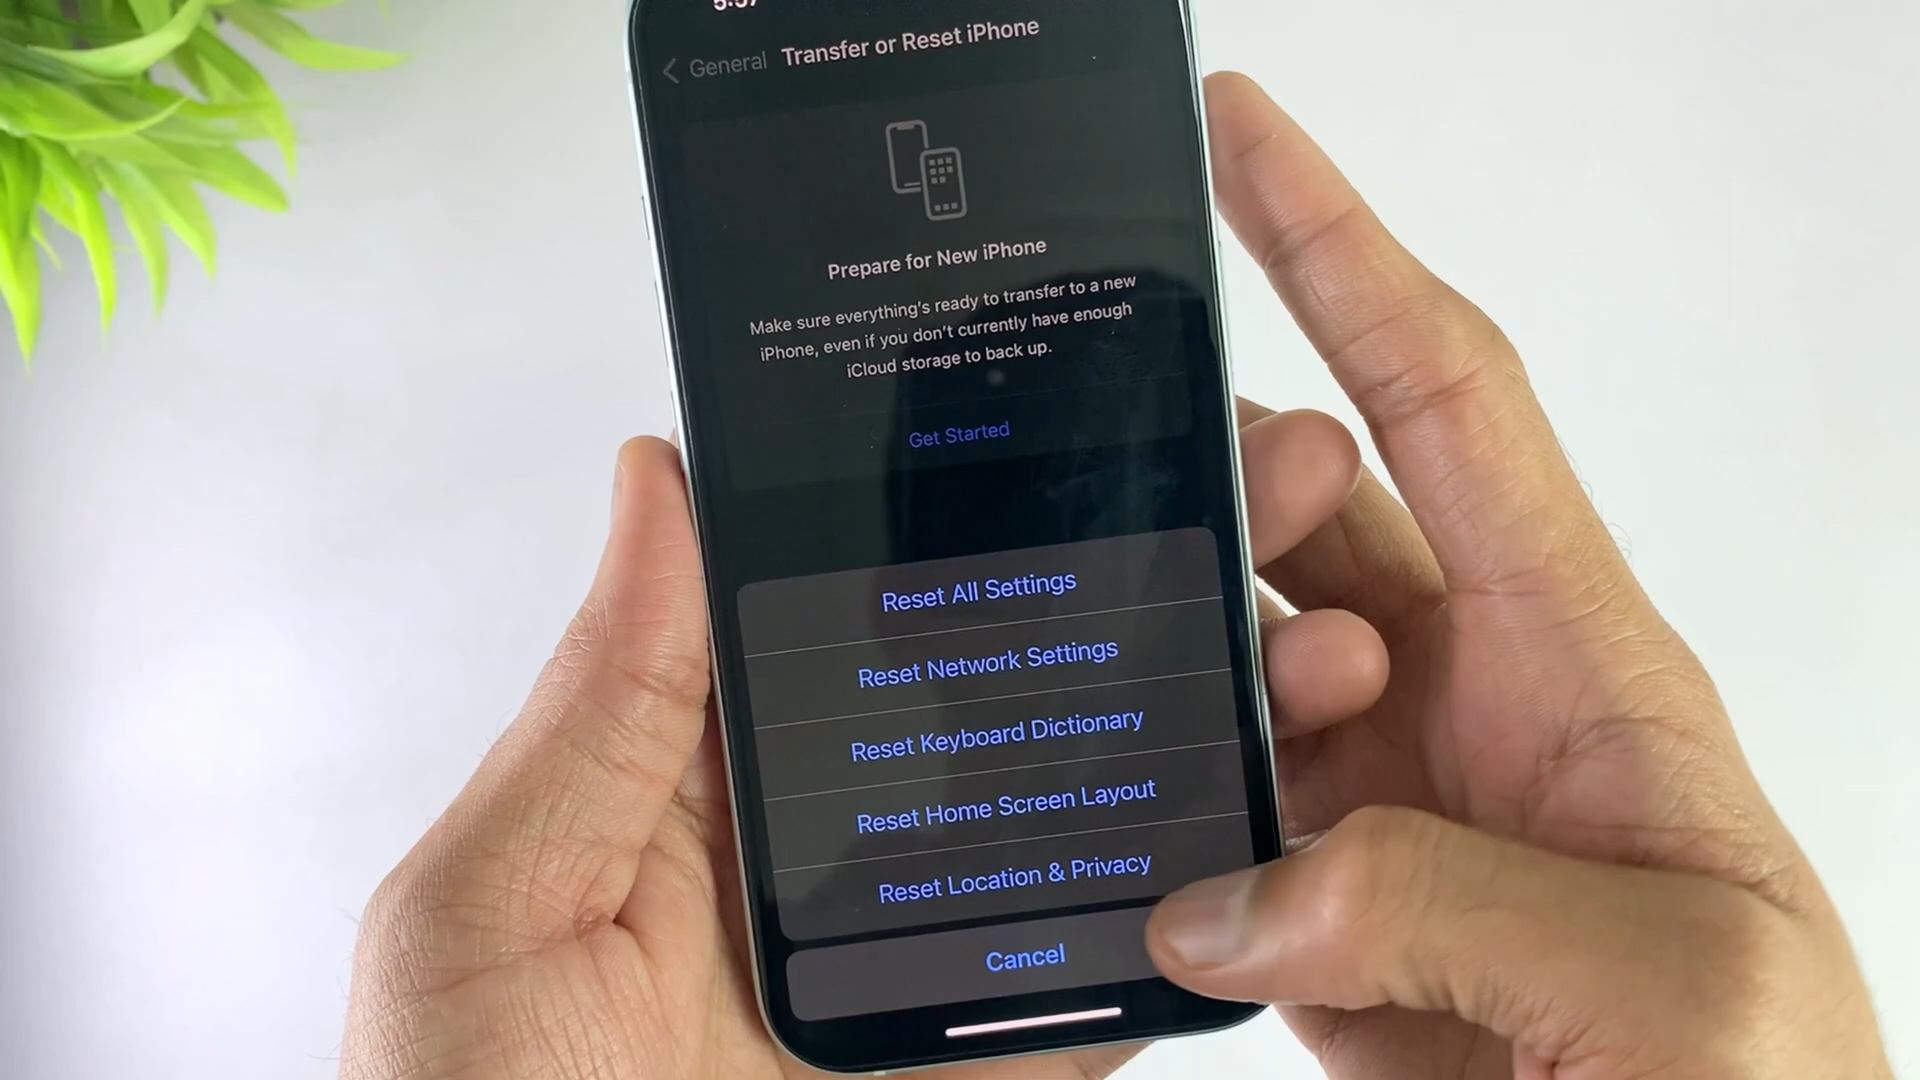 5:57
General Transfer or Reset iPhone
Prepare for New iPhone
Make sure everything's ready to transfer to a new
iPhone, even if you don't currently have enough
iCloud storage to back up.
Get Started
Reset All Settings
Reset Network Settings
Reset Keyboard Dictionary
Reset Home Screen Layout
Reset Location & Privacy
Cancel